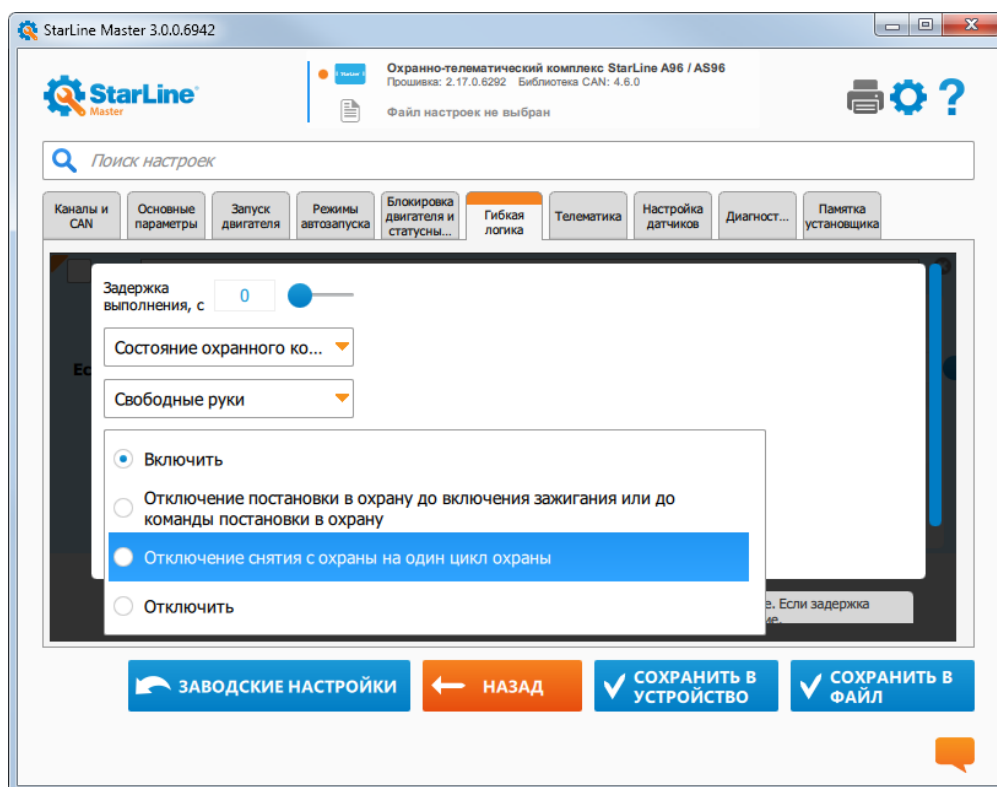 StarLine Master 3.0.0.6942
StarLine
Master
Охранно-телематический комплекс StarLine A96 / AS96
Прошивка: 2.17.0.6292 Библиотека CAN: 4.6.0
Файл настроек не выбран
?
Поиск настроек
Каналы и
CAN
Основные
параметры
Запуск
двигателя
Режимы
автозапуска
Блокировка
двигателя и
статусны...
Гибкая
логика
Телематика
Настройка
датчиков
Диагност...
Памятка
установщика
Задержка
выполнения, с
0
Состояние охранного ко...
Свободные руки
Включить
Отключение постановки в охрану до включения зажигания или до
команды постановки в охрану
Отключение снятия с охраны на один цикл охраны
Отключить
Если задержка
ЗАВОДСКИЕ НАСТРОЙКИ
НАЗАД
СОХРАНИТЬ В
УСТРОЙСТВО
СОХРАНИТЬ В
ФАЙЛ